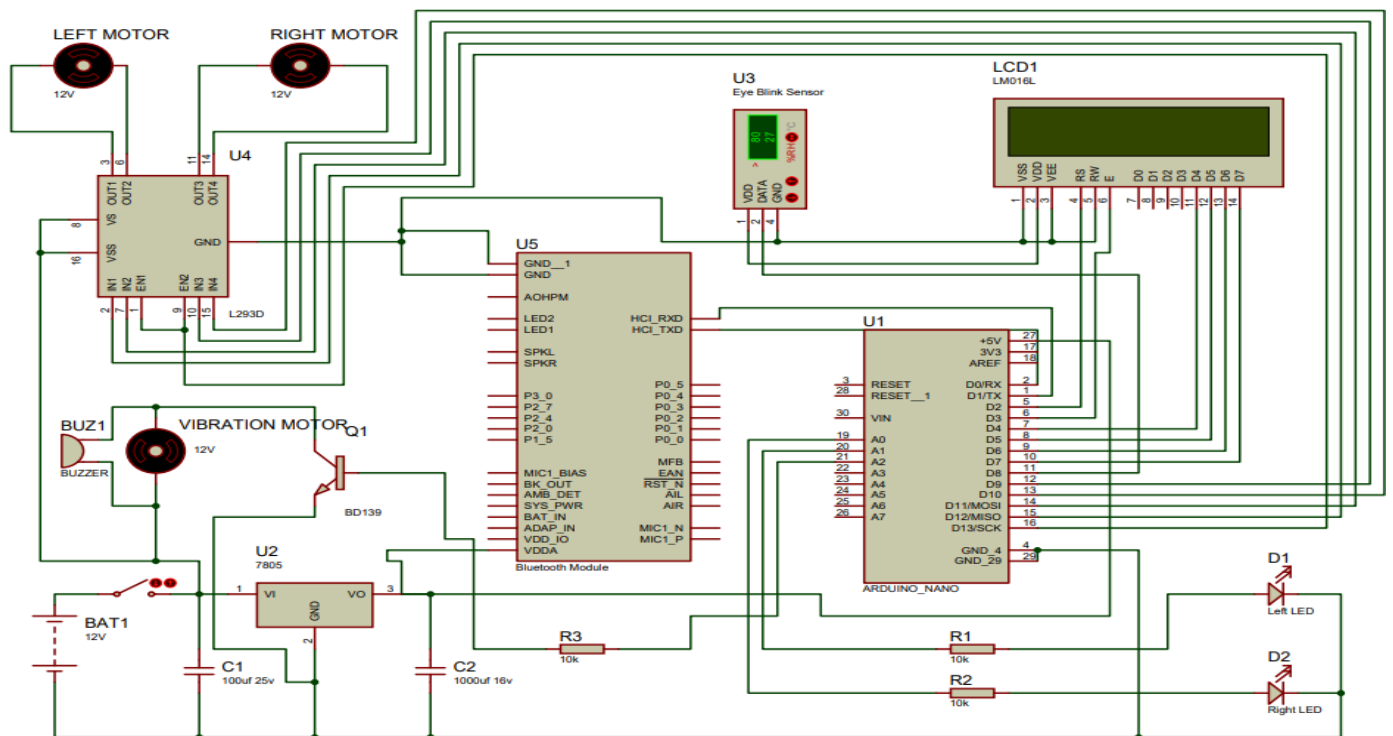 LEFT MOTOR
12V
RIGHT MOTOR
12V
3
6
11
14
U4
OUT1
OUT2
OUT3
OUT4
8
VS
16
VSS
GND
IN1
IN2
EN1
EN2
IN3
IN4
2
7
1
9
10
15
L293D
U3
Eye Blink Sensor
80
27
>
%RH
°C
VDD
DATA
GND
1
2
4
LCD1
LM016L
VSS
VDD
VEE
RS
RW
E
D0
D1
D2
D3
D4
D5
D6
D7
1
2
3
4
5
6
7
8
9
10
11
12
13
14
U5
GND__1
GND
AOHPM
LED2
LED1
SPKL
SPKR
P3_0
P2_7
P2_4
P2_0
P1_5
MIC1_BIAS
BK_OUT
AMB_DET
SYS_PWR
BAT_IN
ADAP_IN
VDD_IO
VDDA
HCI_RXD
HCI_TXD
P0_5
P0_4
P0_3
P0_2
P0_1
P0_0
MFB
EAN
RST_N
AIL
AIR
MIC1_N
MIC1_P
Bluetooth Module
U1
3 RESET
28 RESET__1
30 VIN
19 A0
20 A1
21 A2
22 A3
23 A4
24 A5
25 A6
26 A7
+5V 27
3V3 17
AREF 18
D0/RX 2
D1/TX 1
D2 5
D3 6
D4 7
D5 8
D6 9
D7 10
D8 11
D9 12
D10 13
D11/MOSI 14
D12/MISO 15
D13/SCK 16
GND_4 4
GND_29 29
ARDUINO_NANO
BUZ1
BUZZER
VIBRATION MOTOR
12V
Q1
BD139
U2
7805
1
VI
VO
3
GND
2
BAT1
12V
C1
100uf 25v
C2
1000uf 16v
R3
10k
R1
10k
R2
10k
D1
Left LED
D2
Right LED